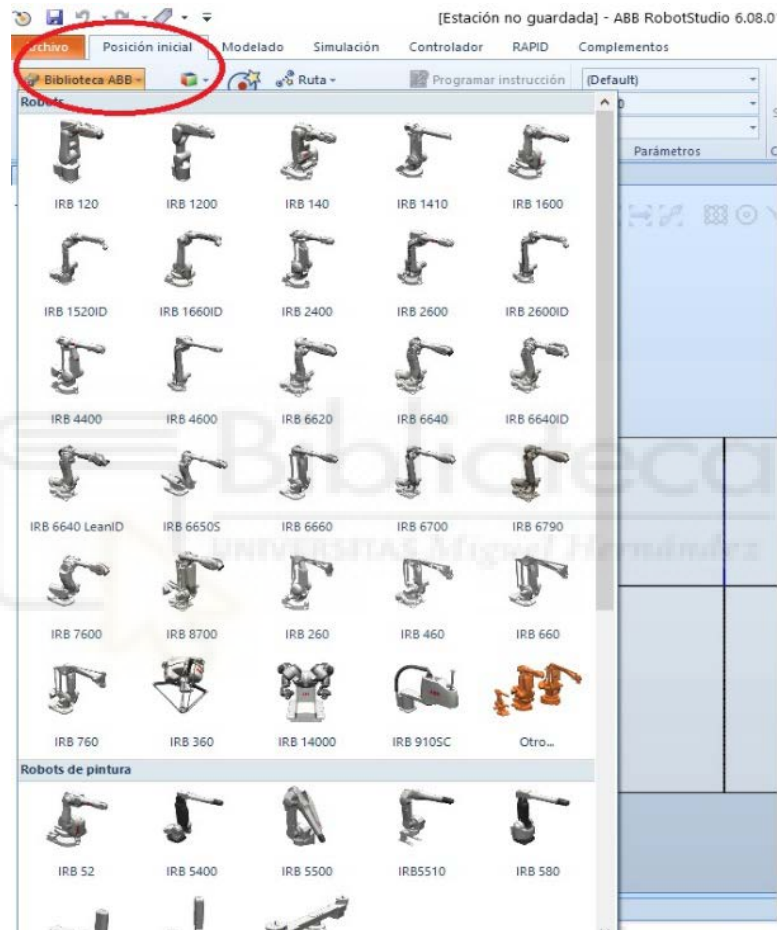 [Estación no guardada] - ABB RobotStudio 6.08.0
Archivo Posición inicial Modelado Simulación Controlador RAPID Complementos
Biblioteca ABB Ruta Programar instrucción (Default)
Robots
Parámetros
IRB 120 IRB 1200 IRB 140 IRB 1410 IRB 1600
IRB 1520ID IRB 1660ID IRB 2400 IRB 2600 IRB 2600ID
IRB 4400 IRB 4600 IRB 6620 IRB 6640 IRB 6640ID
IRB 6640 LeanID IRB 6650S IRB 6660 IRB 6700 IRB 6790
Biblioteca
UNIVERSITAS Miguel Hernández
IRB 7600 IRB 8700 IRB 260 IRB 460 IRB 660
IRB 760 IRB 360 IRB 14000 IRB 910SC Otro...
Robots de pintura
IRB 52 IRB 5400 IRB 5500 IRB5510 IRB 580